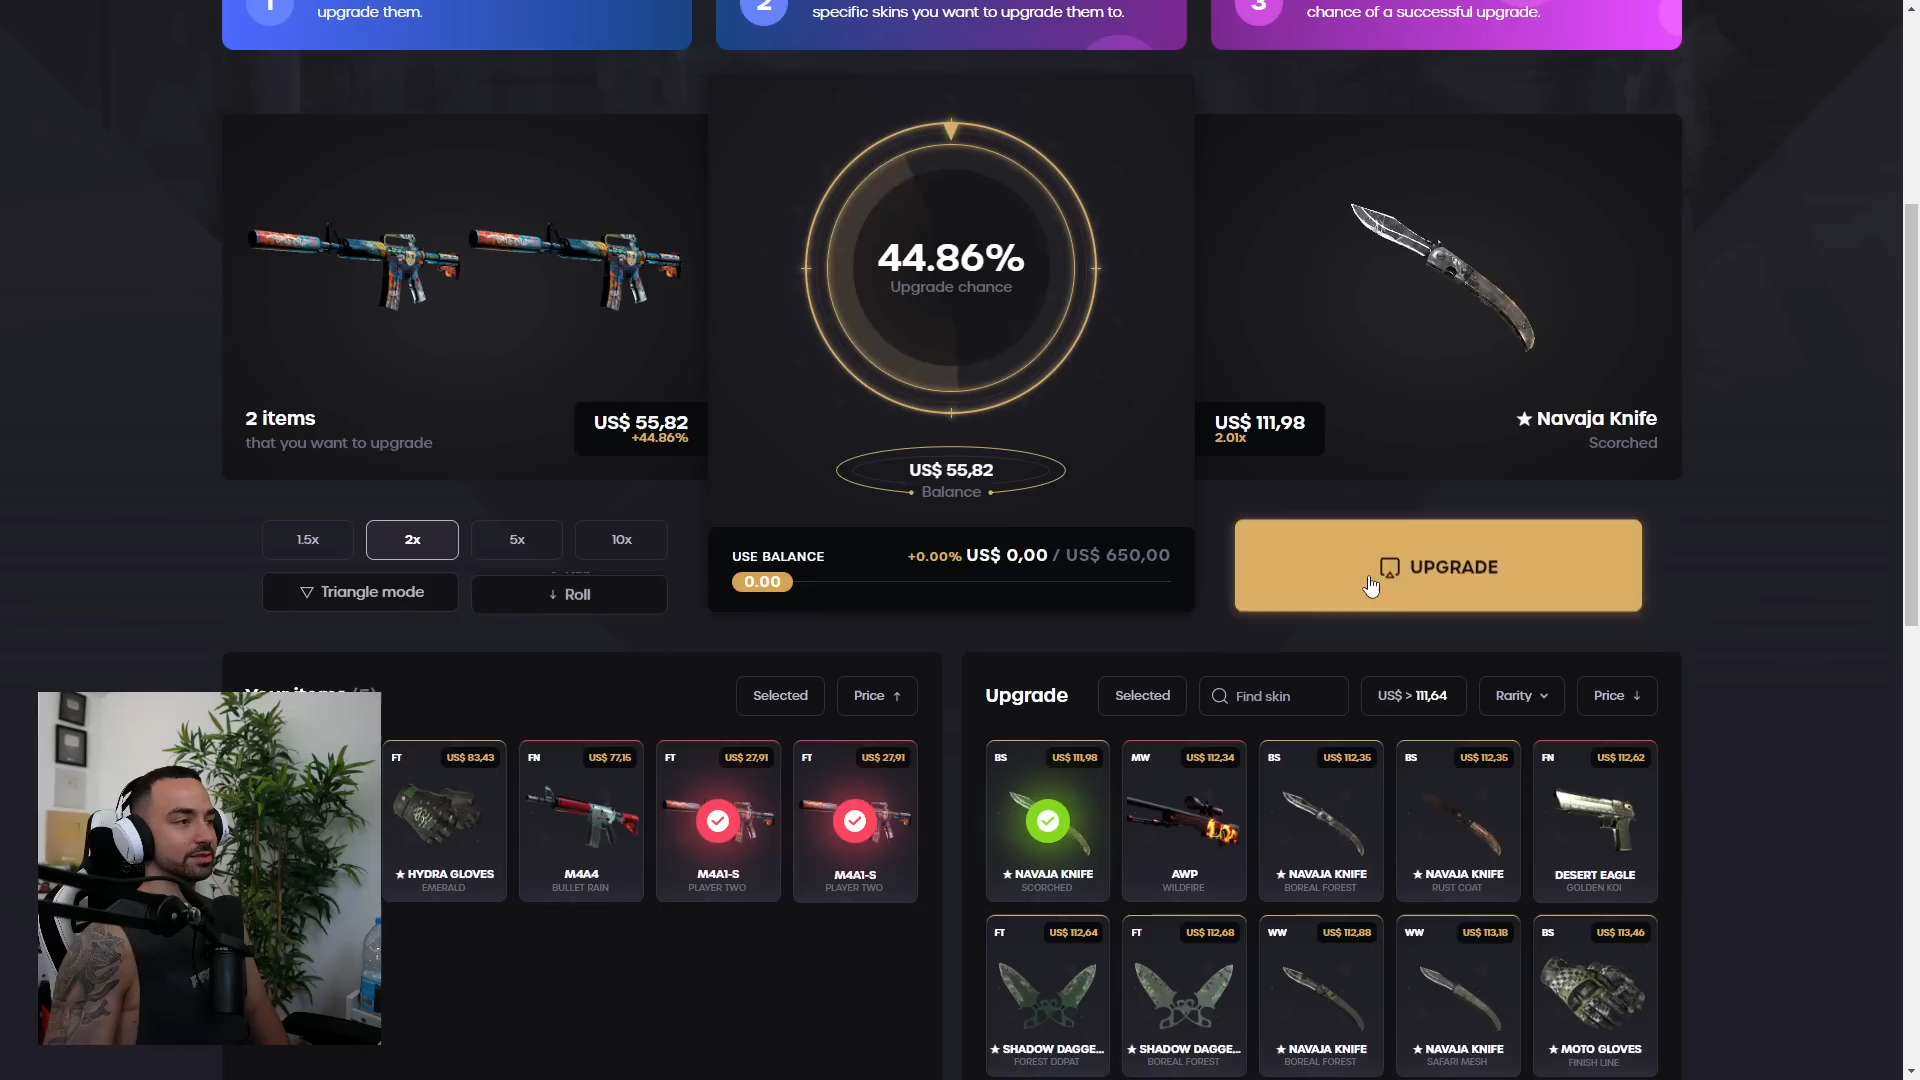 1
upgrade them.
2
specific skins you want to upgrade them to.
3
chance of a successful upgrade.
44.86%
Upgrade chance
2 items
that you want to upgrade
US$ 55,82
+44.86%
US$ 111,98
2.01x
★ Navaja Knife
Scorched
US$ 55,82
Balance
1.5x
2x
5x
10x
Triangle mode
↓ Roll
USE BALANCE
+0.00% US$ 0,00 / US$ 650,00
0.00
UPGRADE
Selected
Price ↑
FT US$ 83,43
★ HYDRA GLOVES
EMERALD
FN US$ 77,15
M4A4
BULLET RAIN
FT US$ 27,91
M4A1-S
PLAYER TWO
FT US$ 27,91
M4A1-S
PLAYER TWO
Upgrade
Selected
Find skin
US$ > 111,64
Rarity
Price ↓
BS US$ 111,98
★ NAVAJA KNIFE
SCORCHED
MW US$ 112,34
AWP
WILDFIRE
BS US$ 112,35
★ NAVAJA KNIFE
BOREAL FOREST
BS US$ 112,35
★ NAVAJA KNIFE
RUST COAT
FN US$ 112,62
DESERT EAGLE
GOLDEN KOI
FT US$ 112,64
★ SHADOW DAGGE...
FOREST DDPAT
FT US$ 112,68
★ SHADOW DAGGE...
BOREAL FOREST
WW US$ 112,88
★ NAVAJA KNIFE
BOREAL FOREST
WW US$ 113,18
★ NAVAJA KNIFE
SAFARI MESH
BS US$ 113,46
★ MOTO GLOVES
FINISH LINE